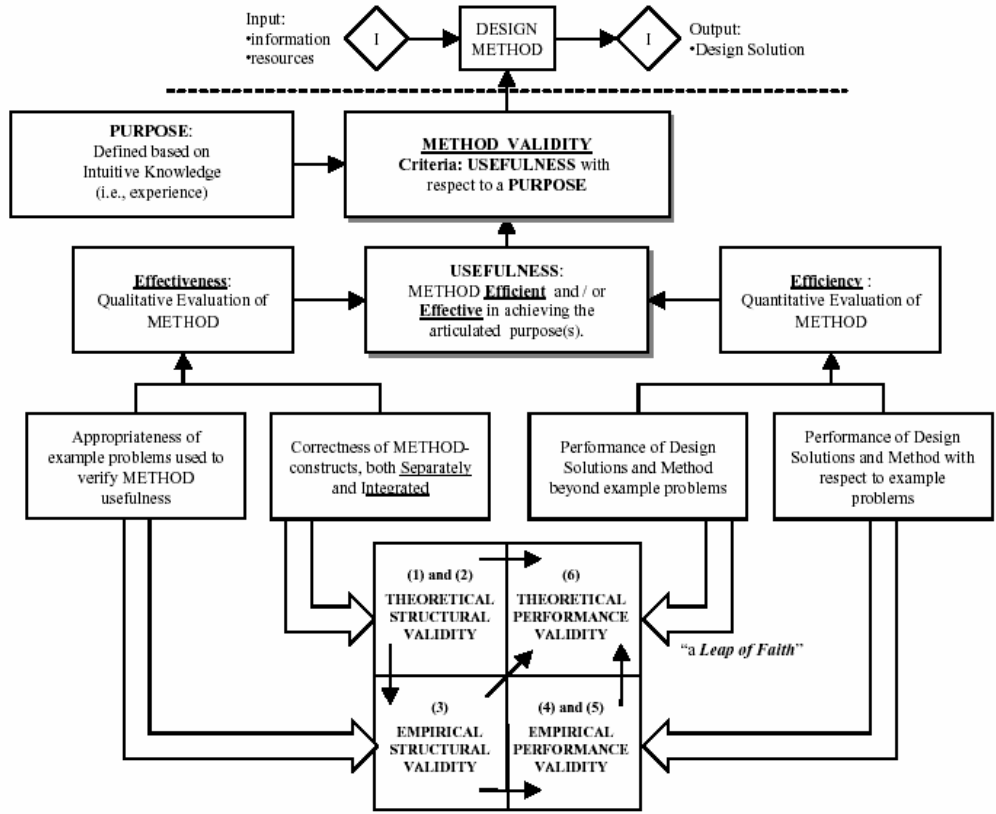 Input:
•information
•resources
I
DESIGN
METHOD
I
Output:
•Design Solution
PURPOSE:
Defined based on
Intuitive Knowledge
(i.e., experience)
METHOD VALIDITY
Criteria: USEFULNESS with
respect to a PURPOSE
Effectiveness:
Qualitative Evaluation of
METHOD
USEFULNESS:
METHOD Efficient and / or
Effective in achieving the
articulated purpose(s).
Efficiency :
Quantitative Evaluation of
METHOD
Appropriateness of
example problems used to
verify METHOD
usefulness
Correctness of METHOD-
constructs, both Separately
and Integrated
Performance of Design
Solutions and Method
beyond example problems
Performance of Design
Solutions and Method with
respect to example
problems
(1) and (2)
THEORETICAL
STRUCTURAL
VALIDITY
(6)
THEORETICAL
PERFORMANCE
VALIDITY
“a Leap of Faith”
(3)
EMPIRICAL
STRUCTURAL
VALIDITY
(4) and (5)
EMPIRICAL
PERFORMANCE
VALIDITY